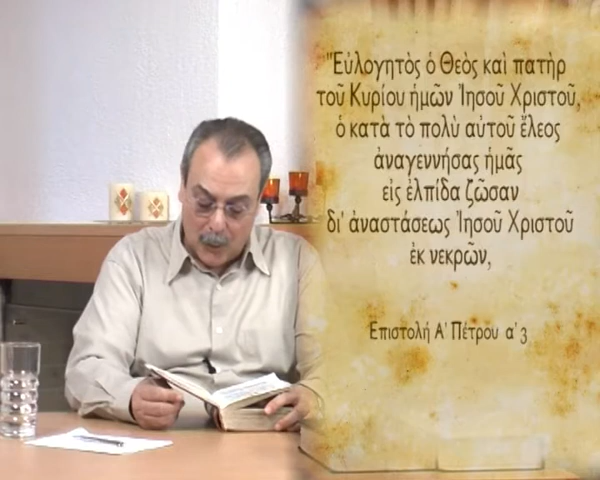 "Εὐλογητὸς ὁ Θεὸς καὶ πατὴρ
τοῦ Κυρίου ἡμῶν Ἰησοῦ Χριστοῦ,
ὁ κατὰ τὸ πολὺ αὐτοῦ ἔλεος
ἀναγεννήσας ἡμᾶς
εἰς ἐλπίδα ζῶσαν
δι' ἀναστάσεως Ἰησοῦ Χριστοῦ
ἐκ νεκρῶν,
Επιστολή Α' Πέτρου α' 3